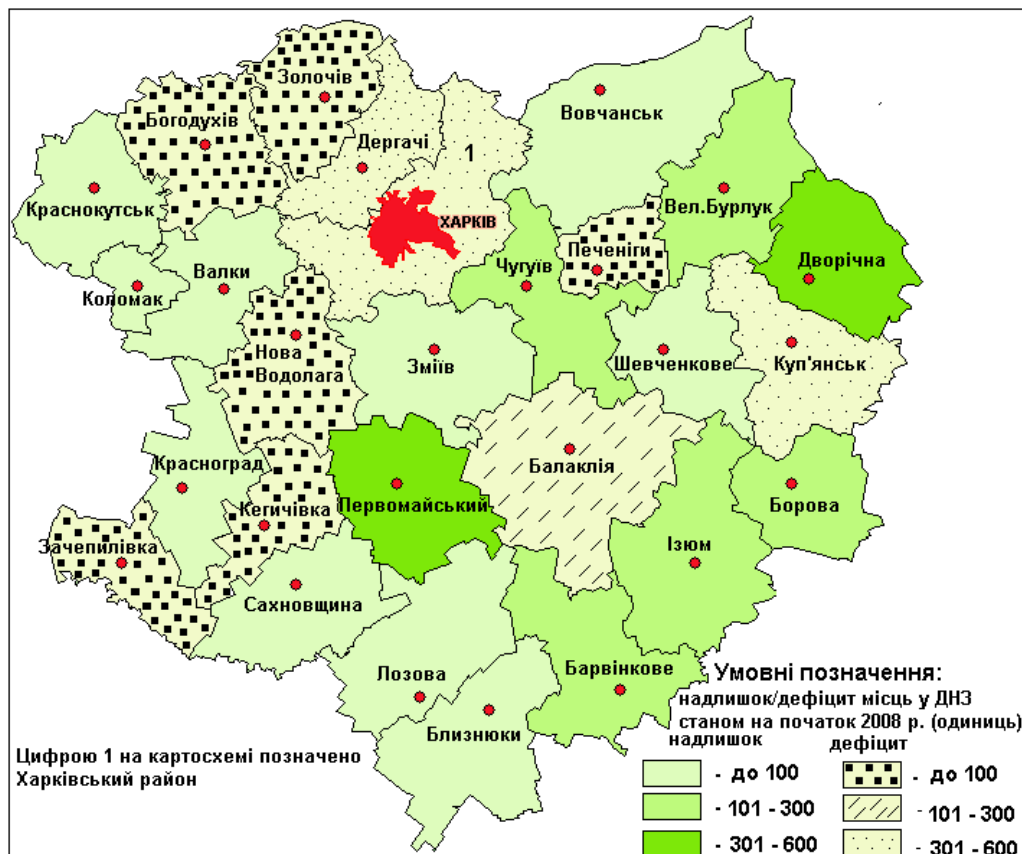 Золочів
Богодухів
Дергачі
1
Вовчанськ
Краснокутськ
ХАРКІВ
Вел.Бурлук
Печеніги
Чугуїв
Дворічна
Валки
Коломак
Нова
Водолага
Зміїв
Шевченкове
Куп'янськ
Красноград
Балаклія
Кегичівка
Первомайський
Борова
Зачепилівка
Ізюм
Сахновщина
Лозова
Барвінкове
Близнюки
Умовні позначення:
надлишок/дефіцит місць у ДНЗ
станом на початок 2008 р. (одиниць)
надлишок дефіцит
- до 100 - до 100
- 101 - 300 - 101 - 300
- 301 - 600 - 301 - 600
Цифрою 1 на картосхемі позначено
Харківський район